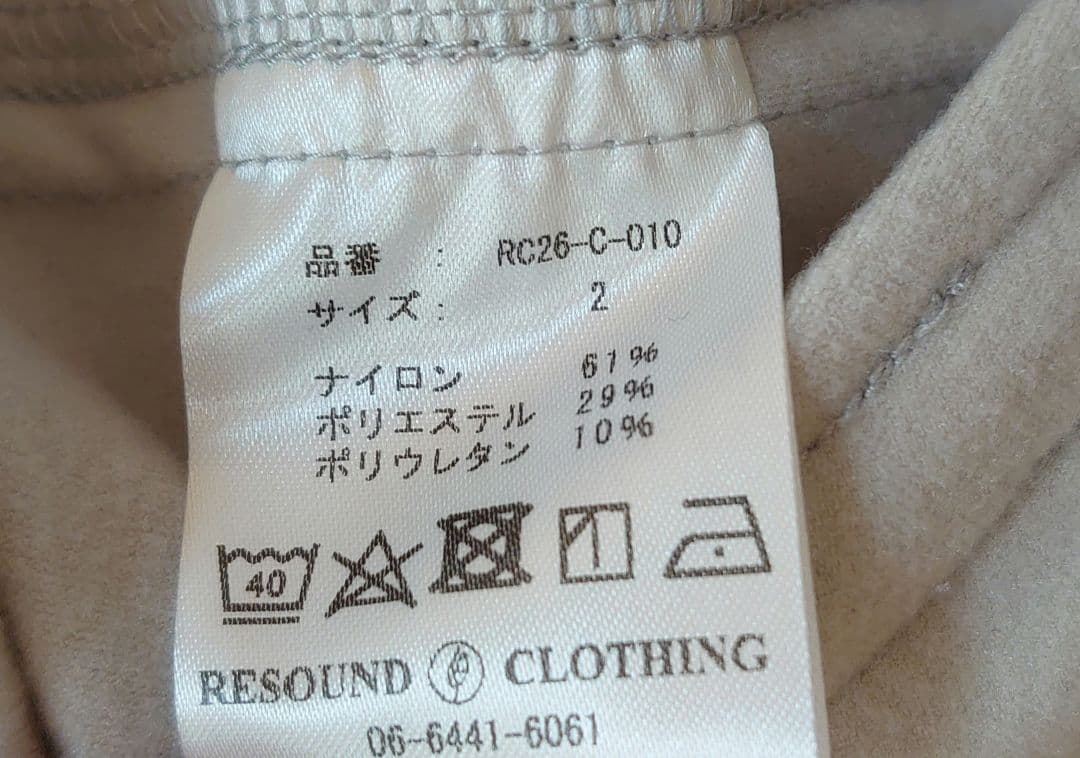 品番 : RC26-C-010
サイズ: 2
ナイロン 61%
ポリエステル 29%
ポリウレタン 10%
40
RESOUND CLOTHING
06-6441-6061